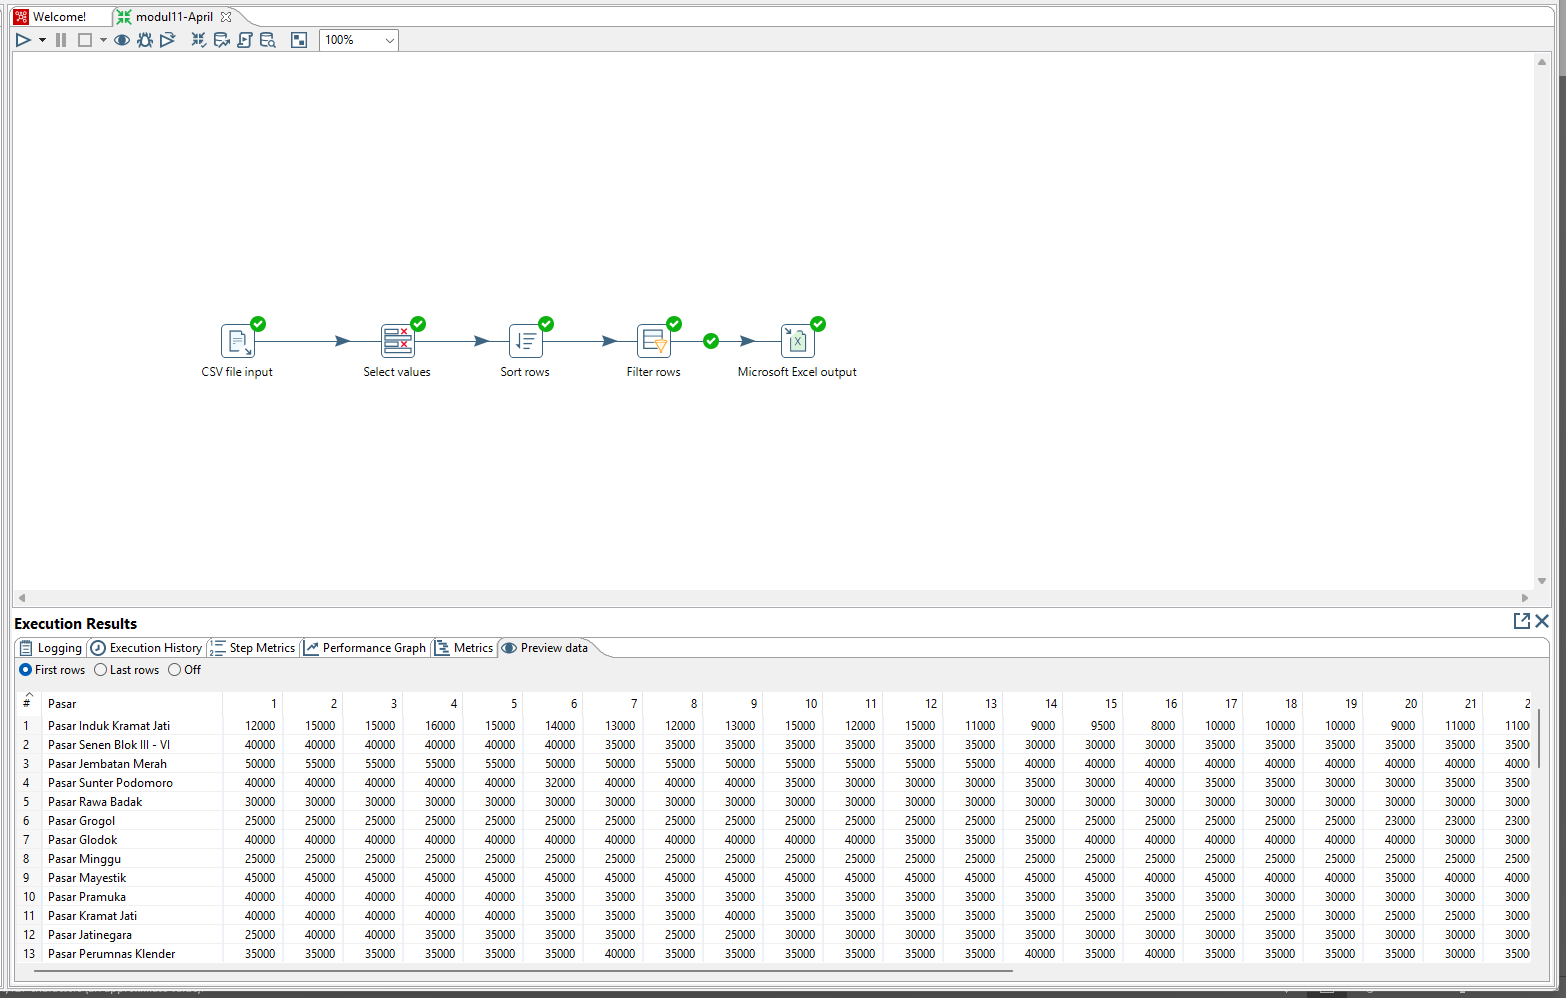 Welcome! modul11-April
100%
CSV file input Select values Sort rows Filter rows Microsoft Excel output
Execution Results
Logging Execution History Step Metrics Performance Graph Metrics Preview data
First rows Last rows Off
# Pasar 1 2 3 4 5 6 7 8 9 10 11 12 13 14 15 16 17 18 19 20 21 2
1 Pasar Induk Kramat Jati 12000 15000 15000 16000 15000 14000 13000 12000 13000 15000 12000 15000 11000 9000 9500 8000 10000 10000 10000 9000 11000 1100
2 Pasar Senen Blok III - VI 40000 40000 40000 40000 40000 40000 35000 35000 35000 35000 35000 35000 35000 30000 30000 30000 35000 35000 35000 35000 35000 3500
3 Pasar Jembatan Merah 50000 55000 55000 55000 55000 50000 50000 55000 55000 55000 55000 55000 55000 40000 40000 40000 40000 40000 40000 40000 40000 4000
4 Pasar Sunter Podomoro 40000 40000 40000 40000 40000 32000 40000 40000 40000 35000 35000 30000 30000 35000 30000 40000 35000 35000 30000 30000 35000 3500
5 Pasar Rawa Badak 30000 30000 30000 30000 30000 30000 30000 30000 30000 30000 30000 30000 30000 30000 30000 30000 30000 30000 30000 30000 30000 3000
6 Pasar Grogol 25000 25000 25000 25000 25000 25000 25000 25000 25000 25000 25000 25000 25000 25000 25000 25000 25000 25000 25000 23000 23000 2300
7 Pasar Glodok 40000 40000 40000 40000 40000 40000 40000 40000 40000 40000 40000 35000 35000 35000 40000 40000 40000 40000 40000 40000 30000 3000
8 Pasar Minggu 25000 25000 25000 25000 25000 25000 25000 25000 25000 25000 25000 25000 25000 25000 25000 25000 25000 25000 25000 25000 25000 2500
9 Pasar Mayestik 45000 45000 45000 45000 45000 45000 45000 45000 45000 45000 45000 45000 45000 45000 45000 40000 45000 40000 45000 40000 40000 4000
10 Pasar Pramuka 40000 40000 40000 40000 40000 35000 35000 35000 35000 35000 35000 35000 35000 35000 35000 35000 35000 30000 30000 30000 30000 3000
11 Pasar Kramat Jati 40000 40000 40000 40000 40000 35000 35000 35000 40000 35000 35000 35000 35000 35000 25000 25000 25000 25000 30000 25000 30000 3000
12 Pasar Jatinegara 25000 40000 40000 35000 35000 35000 35000 25000 25000 30000 30000 30000 35000 35000 30000 30000 30000 35000 35000 30000 30000 3000
13 Pasar Perumnas Klender 35000 35000 35000 35000 35000 35000 40000 35000 35000 35000 35000 35000 35000 40000 35000 40000 35000 35000 35000 35000 30000 3500